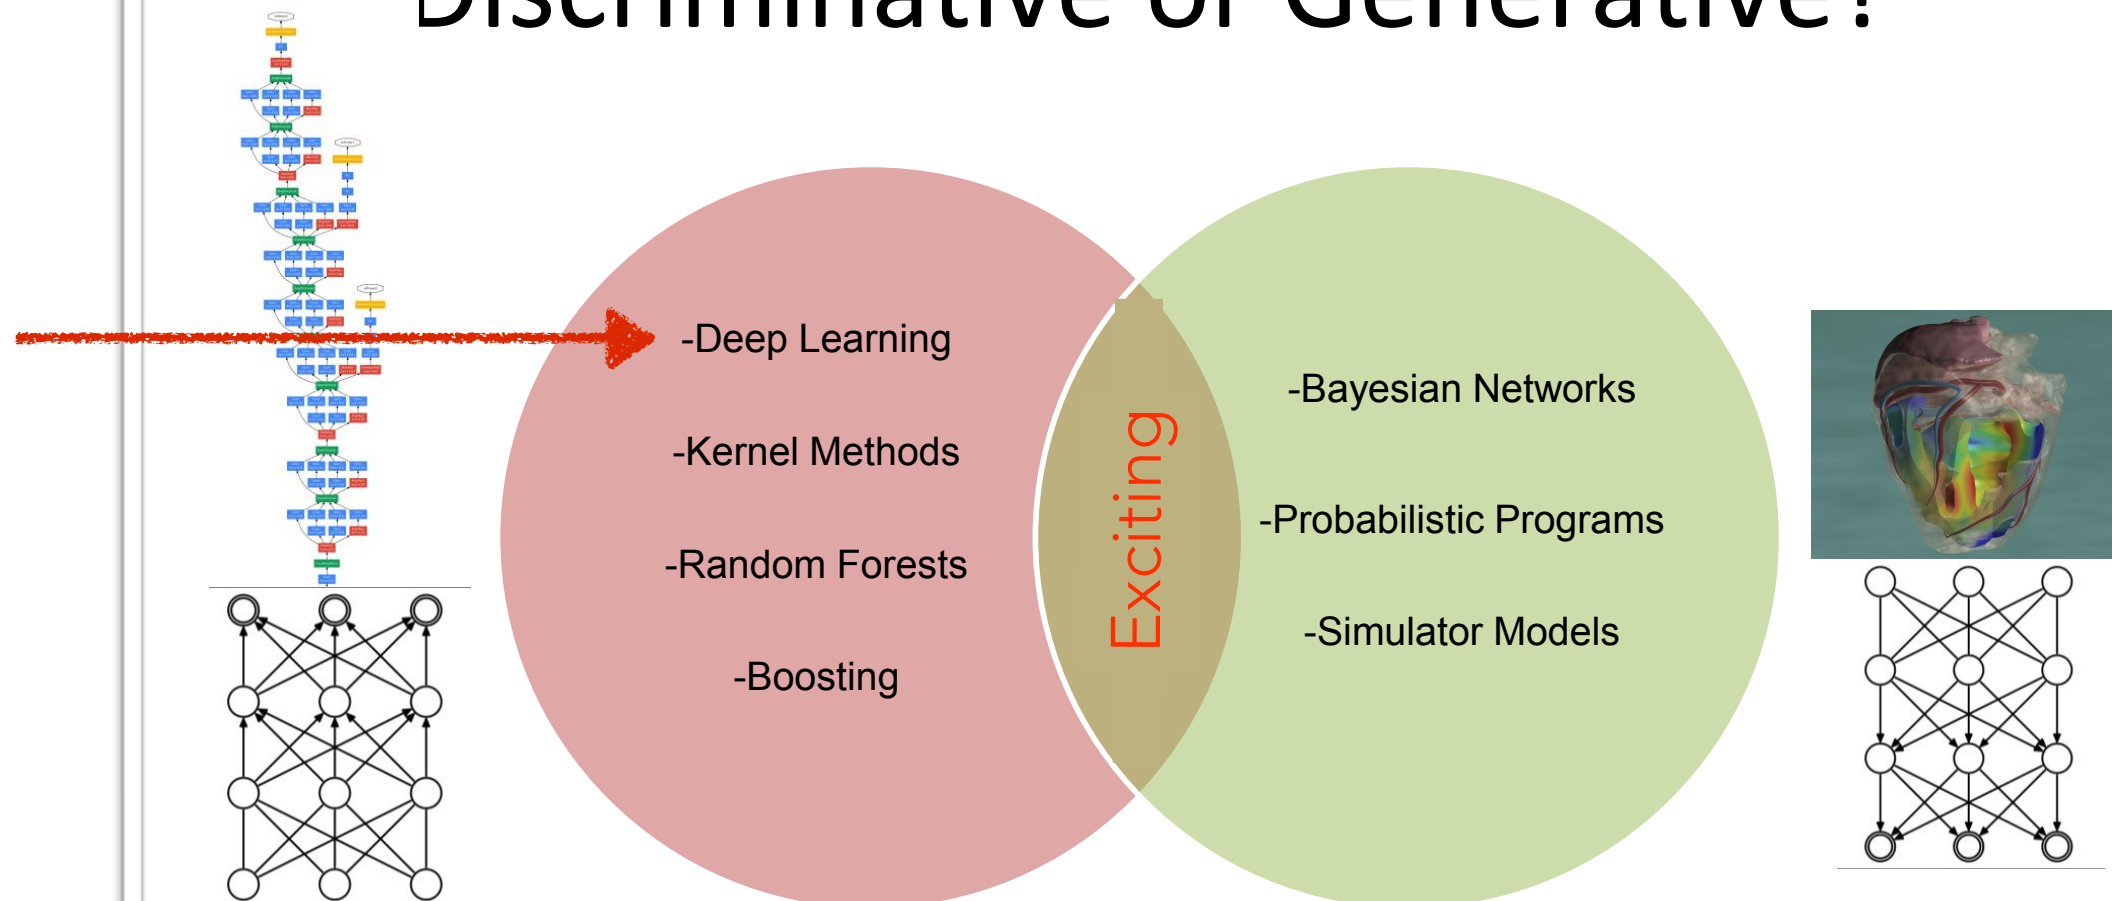 Discriminative or Generative?
-Deep Learning
-Kernel Methods
-Random Forests
-Boosting
Exciting
-Bayesian Networks
-Probabilistic Programs
-Simulator Models